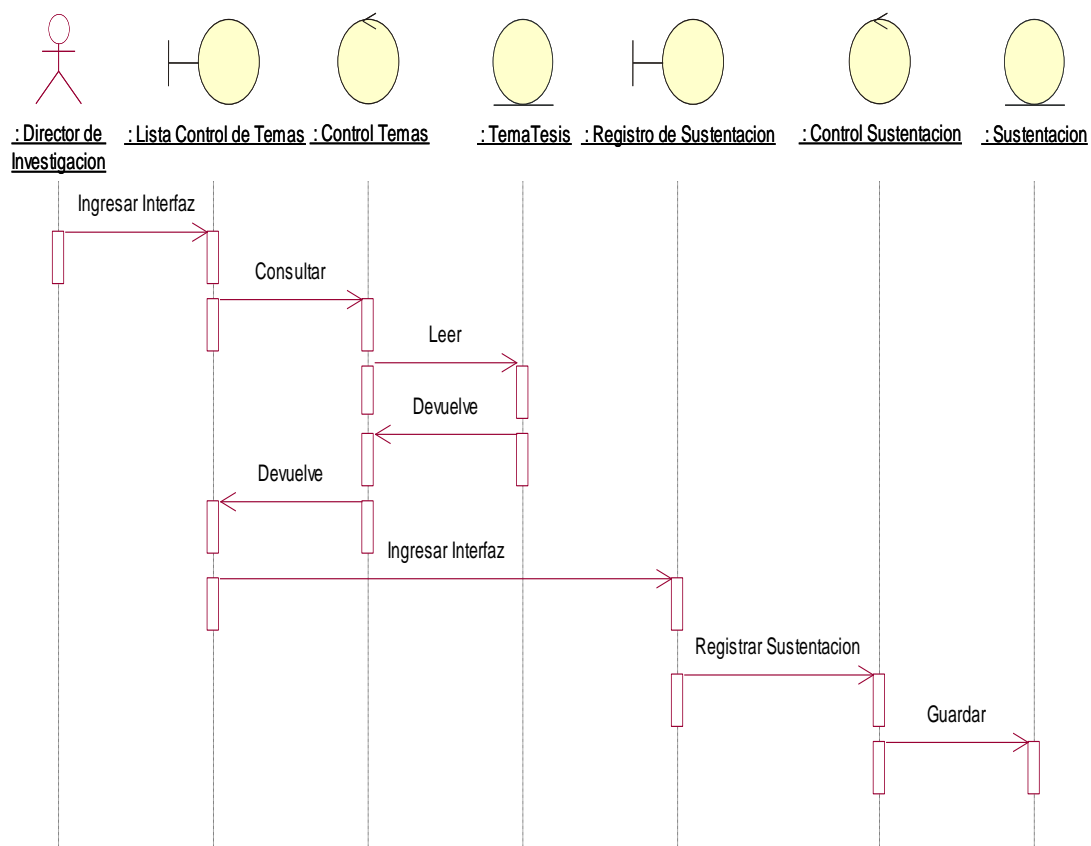 : Director de
Investigacion
: Lista Control de Temas
: Control Temas
: TemaTesis
: Registro de Sustentacion
: Control Sustentacion
: Sustentacion
Ingresar Interfaz
Consultar
Leer
Devuelve
Devuelve
Ingresar Interfaz
Registrar Sustentacion
Guardar